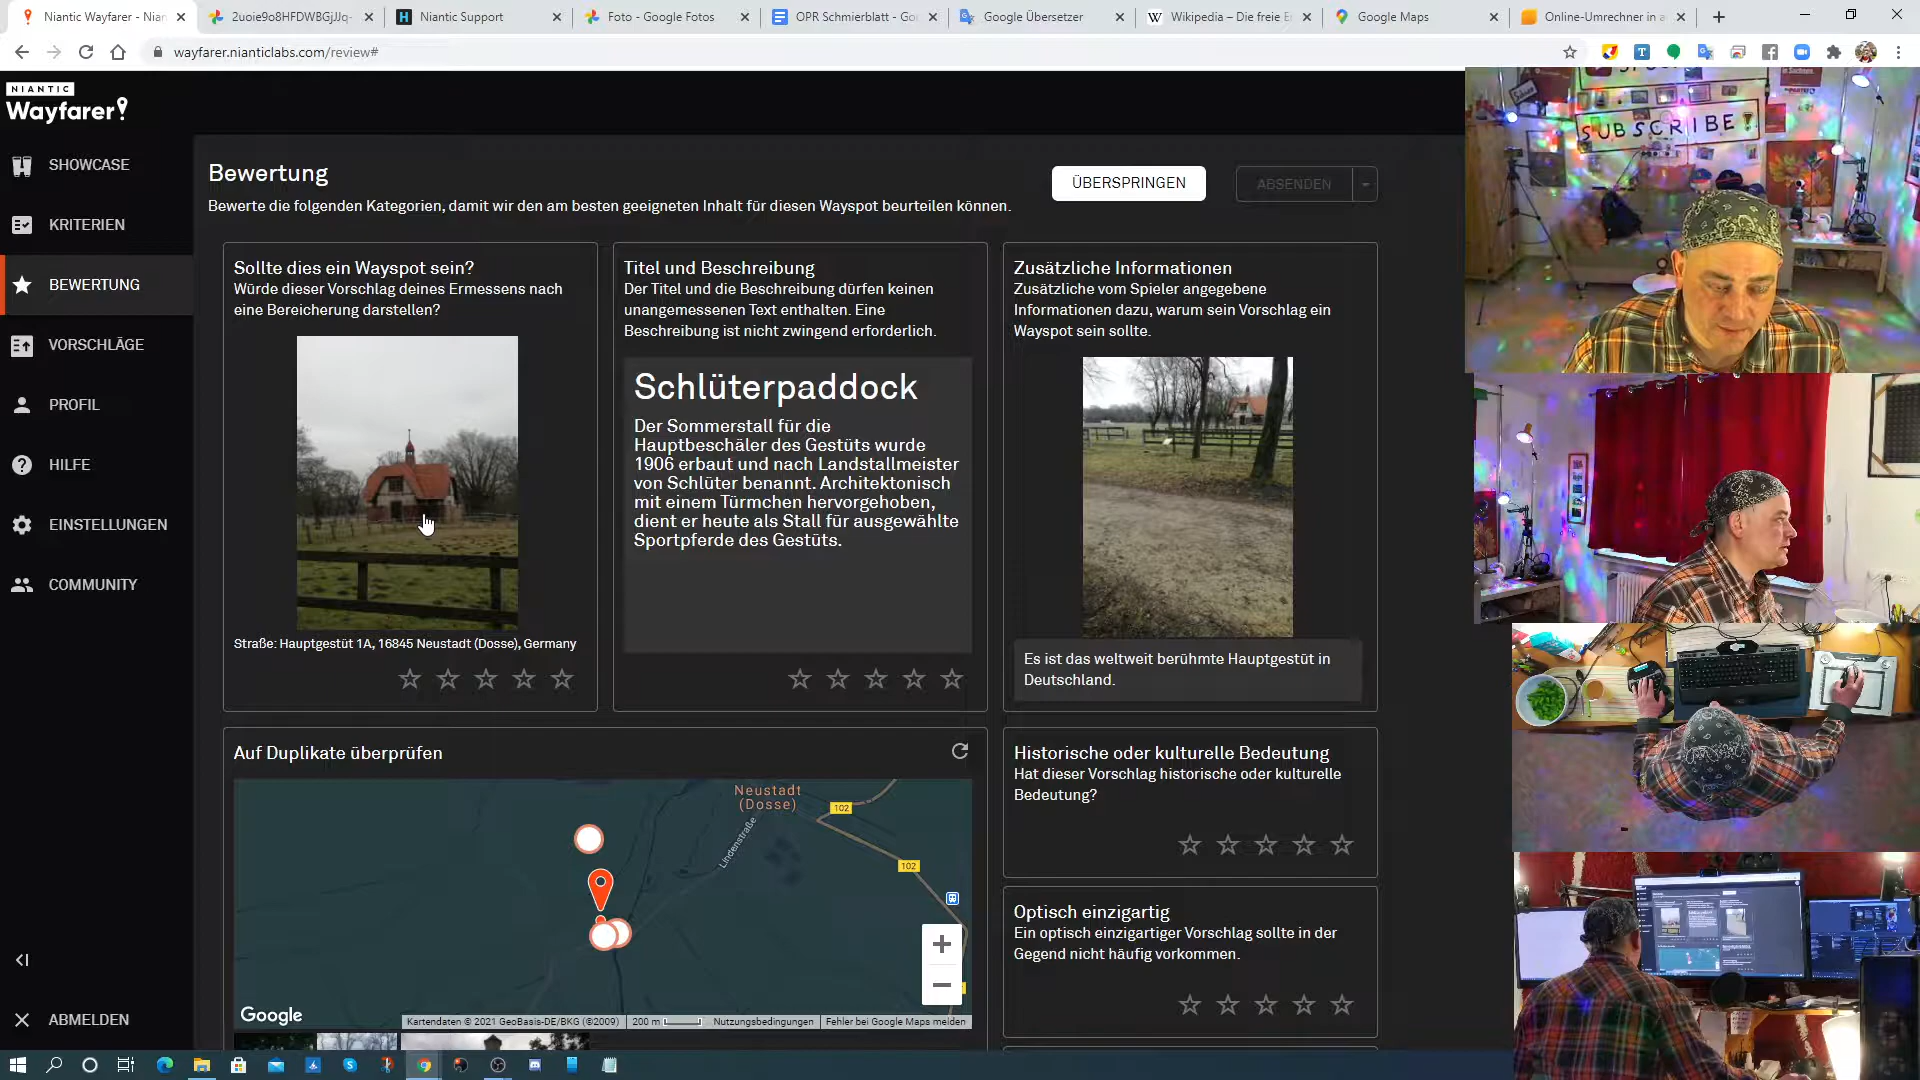 Niantic Wayfarer - Nian
2uoie9o8HFDWBGjJJq-
Niantic Support
Foto - Google Fotos
OPR Schmierblatt - Go
Google Übersetzer
Wikipedia – Die freie E
Google Maps
Online-Umrechner in a
wayfarer.nianticlabs.com/review#
NIANTIC
Wayfarer
SHOWCASE
KRITERIEN
BEWERTUNG
VORSCHLÄGE
PROFIL
HILFE
EINSTELLUNGEN
COMMUNITY
ABMELDEN
Bewertung
Bewerte die folgenden Kategorien, damit wir den am besten geeigneten Inhalt für diesen Wayspot beurteilen können.
ÜBERSPRINGEN
ABSENDEN
Sollte dies ein Wayspot sein?
Würde dieser Vorschlag deines Ermessens nach
eine Bereicherung darstellen?
Straße: Hauptgestüt 1A, 16845 Neustadt (Dosse), Germany
Titel und Beschreibung
Der Titel und die Beschreibung dürfen keinen
unangemessenen Text enthalten. Eine
Beschreibung ist nicht zwingend erforderlich.
Schlüterpaddock
Der Sommerstall für die
Hauptbeschäler des Gestüts wurde
1906 erbaut und nach Landstallmeister
von Schlüter benannt. Architektonisch
mit einem Türmchen hervorgehoben,
dient er heute als Stall für ausgewählte
Sportpferde des Gestüts.
Zusätzliche Informationen
Zusätzliche vom Spieler angegebene
Informationen dazu, warum sein Vorschlag ein
Wayspot sein sollte.
Es ist das weltweit berühmte Hauptgestüt in
Deutschland.
Auf Duplikate überprüfen
Neustadt
(Dosse)
102
Lindenstraße
102
Google
Kartendaten © 2021 GeoBasis-DE/BKG (©2009)
200 m
Nutzungsbedingungen
Fehler bei Google Maps melden
Historische oder kulturelle Bedeutung
Hat dieser Vorschlag historische oder kulturelle
Bedeutung?
Optisch einzigartig
Ein optisch einzigartiger Vorschlag sollte in der
Gegend nicht häufig vorkommen.
SUBSCRIBE!